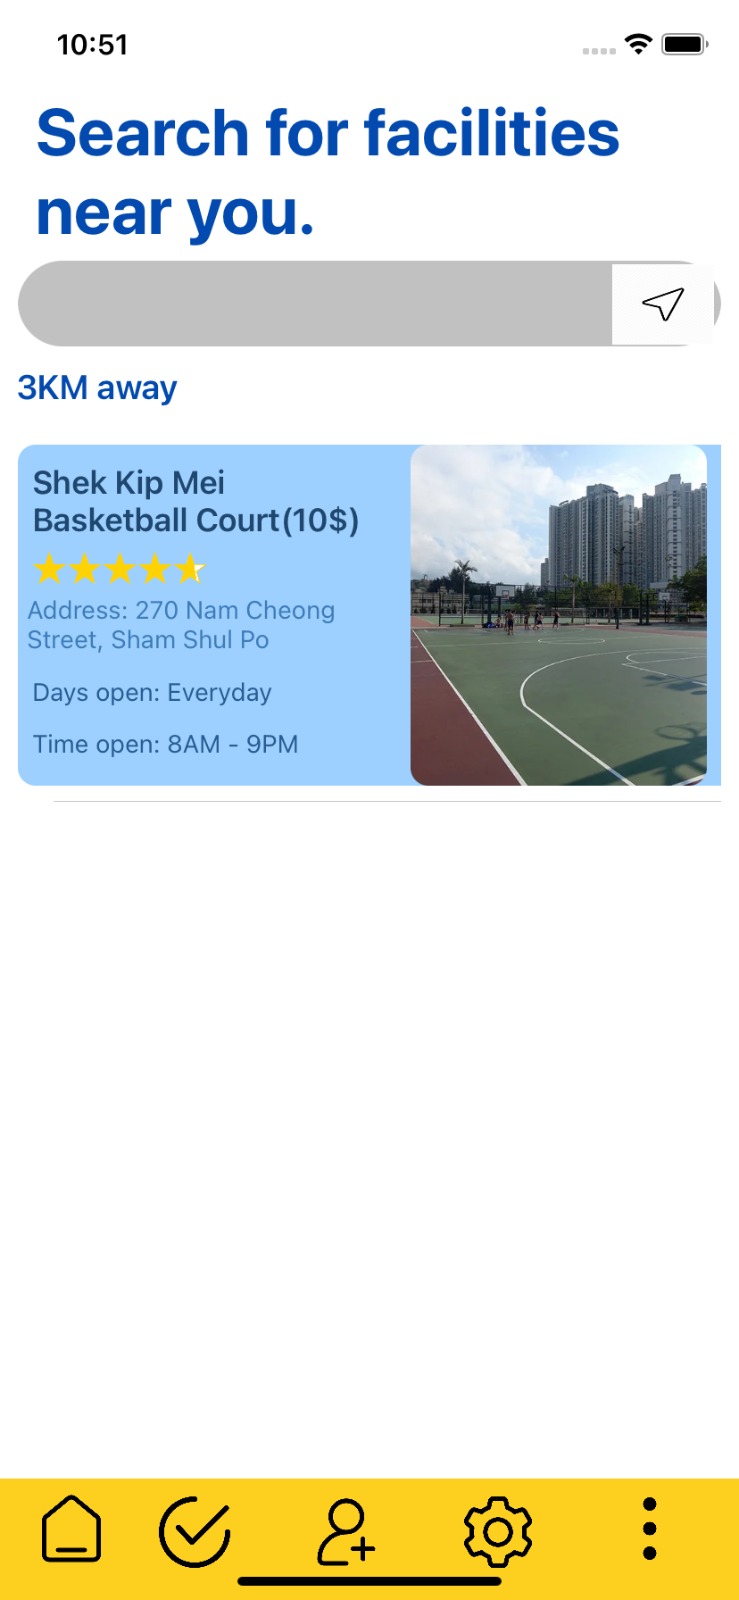 10:51
Search for facilities
near you.
3KM away
Shek Kip Mei
Basketball Court(10$)
Address: 270 Nam Cheong
Street, Sham Shul Po
Days open: Everyday
Time open: 8AM - 9PM